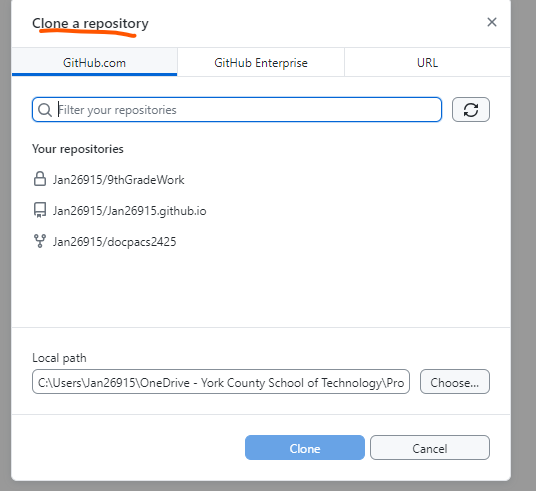 Clone a repository
GitHub.com
GitHub Enterprise
URL
Filter your repositories
Your repositories
Jan26915/9thGradeWork
Jan26915/Jan26915.github.io
Jan26915/docpacs2425
Local path
C:\Users\Jan26915\OneDrive - York County School of Technology\Pro
Choose...
Clone
Cancel